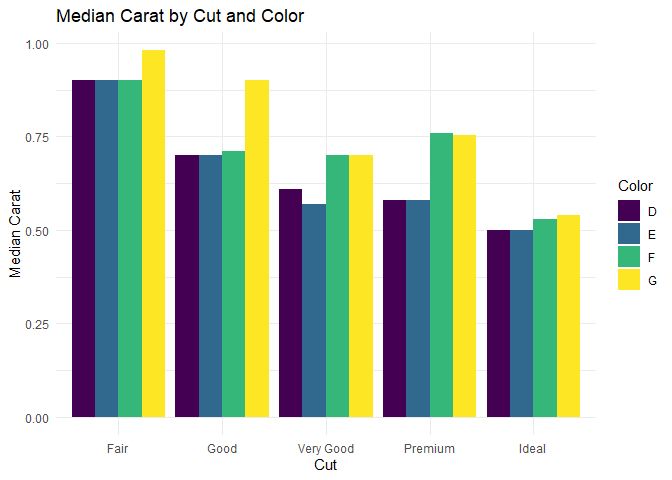 Median Carat by Cut and Color
1.00
0.75
0.50
0.25
0.00
Median Carat
Fair Good Very Good Premium Ideal
Cut
Color
D
E
F
G